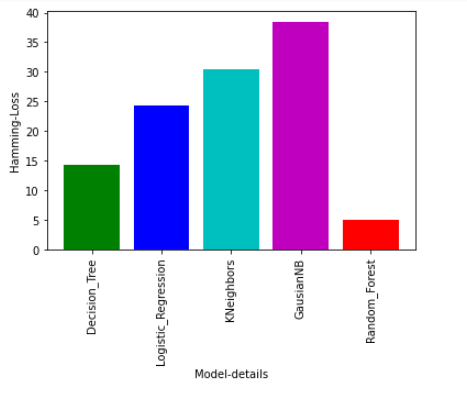 40
35
30
25
20
15
10
5
0
Hamming-Loss
Decision_Tree
Logistic_Regression
KNeighbors
GausianNB
Random_Forest
Model-details